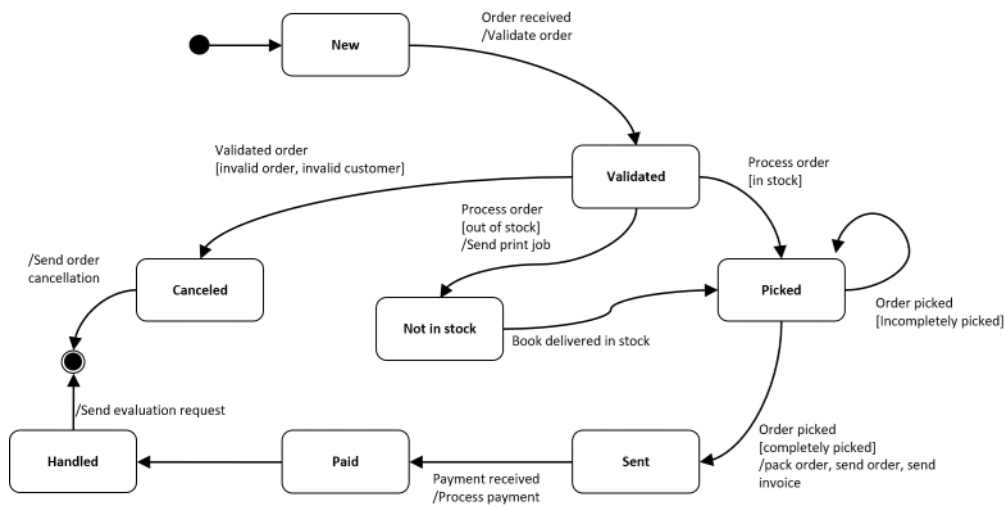 Order received
/Validate order
New
Validated order
[invalid order, invalid customer]
Validated
Process order
[in stock]
Process order
[out of stock]
/Send print job
/Send order
cancellation
Canceled
Not in stock
Picked
Order picked
[Incompletely picked]
Book delivered in stock
/Send evaluation request
Handled
Paid
Payment received
/Process payment
Sent
Order picked
[completely picked]
/pack order, send order, send
invoice